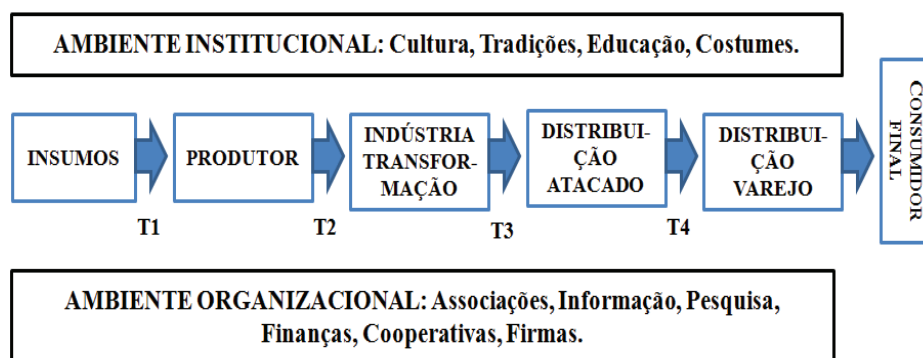 AMBIENTE INSTITUCIONAL: Cultura, Tradições, Educação, Costumes.
INSUMOS
PRODUTOR
INDÚSTRIA
TRANSFOR-
MAÇÃO
DISTRIBUI-
ÇÃO
ATACADO
DISTRIBUI-
ÇÃO
VAREJO
CONSUMIDOR
FINAL
T1
T2
T3
T4
AMBIENTE ORGANIZACIONAL: Associações, Informação, Pesquisa,
Finanças, Cooperativas, Firmas.